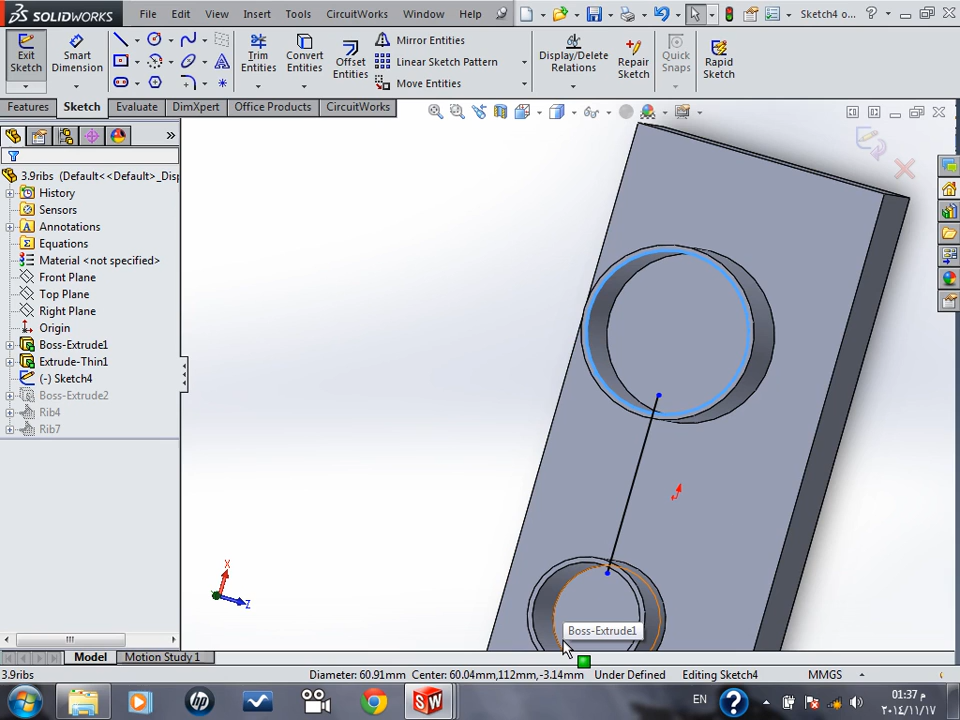 SOLIDWORKS File Edit View Insert Tools CircuitWorks Window Help Sketch4 o...
Exit Sketch
Smart Dimension
Trim Entities
Convert Entities
Offset Entities
Mirror Entities
Linear Sketch Pattern
Move Entities
Display/Delete Relations
Repair Sketch
Quick Snaps
Rapid Sketch
Features Sketch Evaluate DimXpert Office Products CircuitWorks
3.9ribs (Default<<Default>_Disp
History
Sensors
Annotations
Equations
Material <not specified>
Front Plane
Top Plane
Right Plane
Origin
Boss-Extrude1
Extrude-Thin1
(-) Sketch4
Boss-Extrude2
Rib4
Rib7
X
Z
Boss-Extrude1
Model Motion Study 1
3.9ribs Diameter: 60.91mm Center: 60.04mm,112mm,-3.14mm Under Defined Editing Sketch4 MMGS
EN
01:37 م
٢٠١٤/١١/١٧